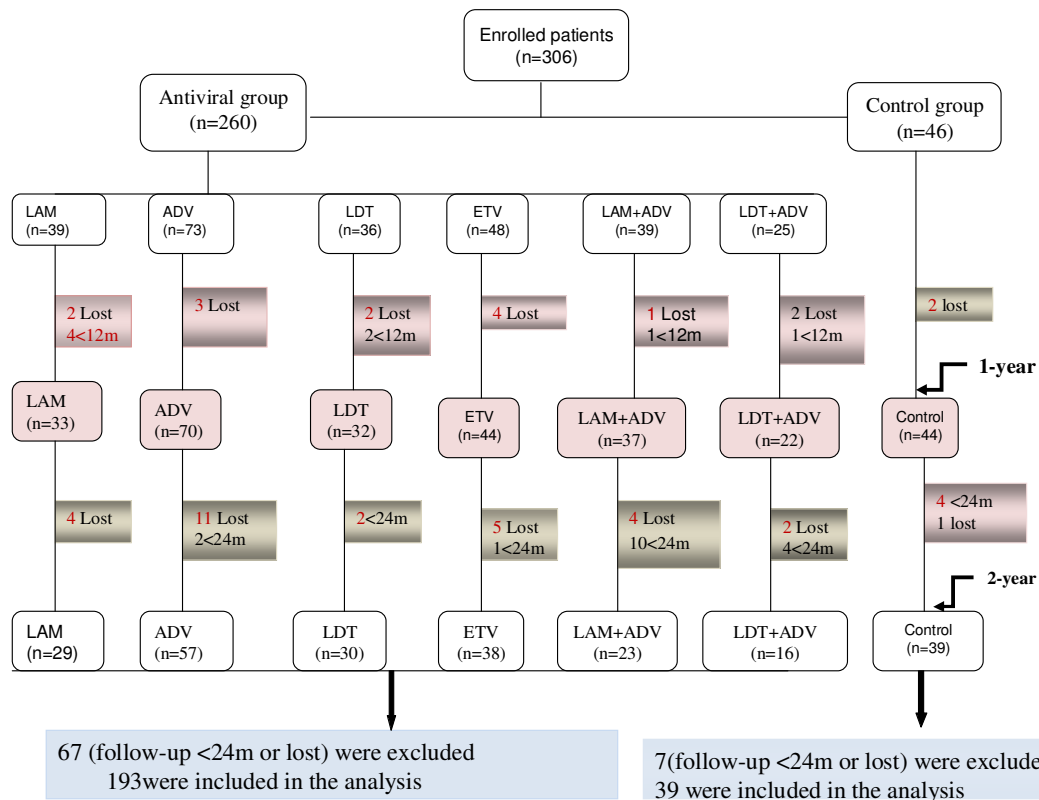 Enrolled patients
(n=306)
Antiviral group
(n=260)
Control group
(n=46)
LAM
(n=39)
ADV
(n=73)
LDT
(n=36)
ETV
(n=48)
LAM+ADV
(n=39)
LDT+ADV
(n=25)
2 Lost
4<12m
3 Lost
2 Lost
2<12m
4 Lost
1 Lost
1<12m
2 Lost
1<12m
2 lost
1-year
LAM
(n=33)
ADV
(n=70)
LDT
(n=32)
ETV
(n=44)
LAM+ADV
(n=37)
LDT+ADV
(n=22)
Control
(n=44)
4 Lost
11 Lost
2<24m
2<24m
5 Lost
1<24m
4 Lost
10<24m
2 Lost
4<24m
4 <24m
1 lost
2-year
LAM
(n=29)
ADV
(n=57)
LDT
(n=30)
ETV
(n=38)
LAM+ADV
(n=23)
LDT+ADV
(n=16)
Control
(n=39)
67 (follow-up <24m or lost) were excluded
193were included in the analysis
7(follow-up <24m or lost) were exclude
39 were included in the analysis